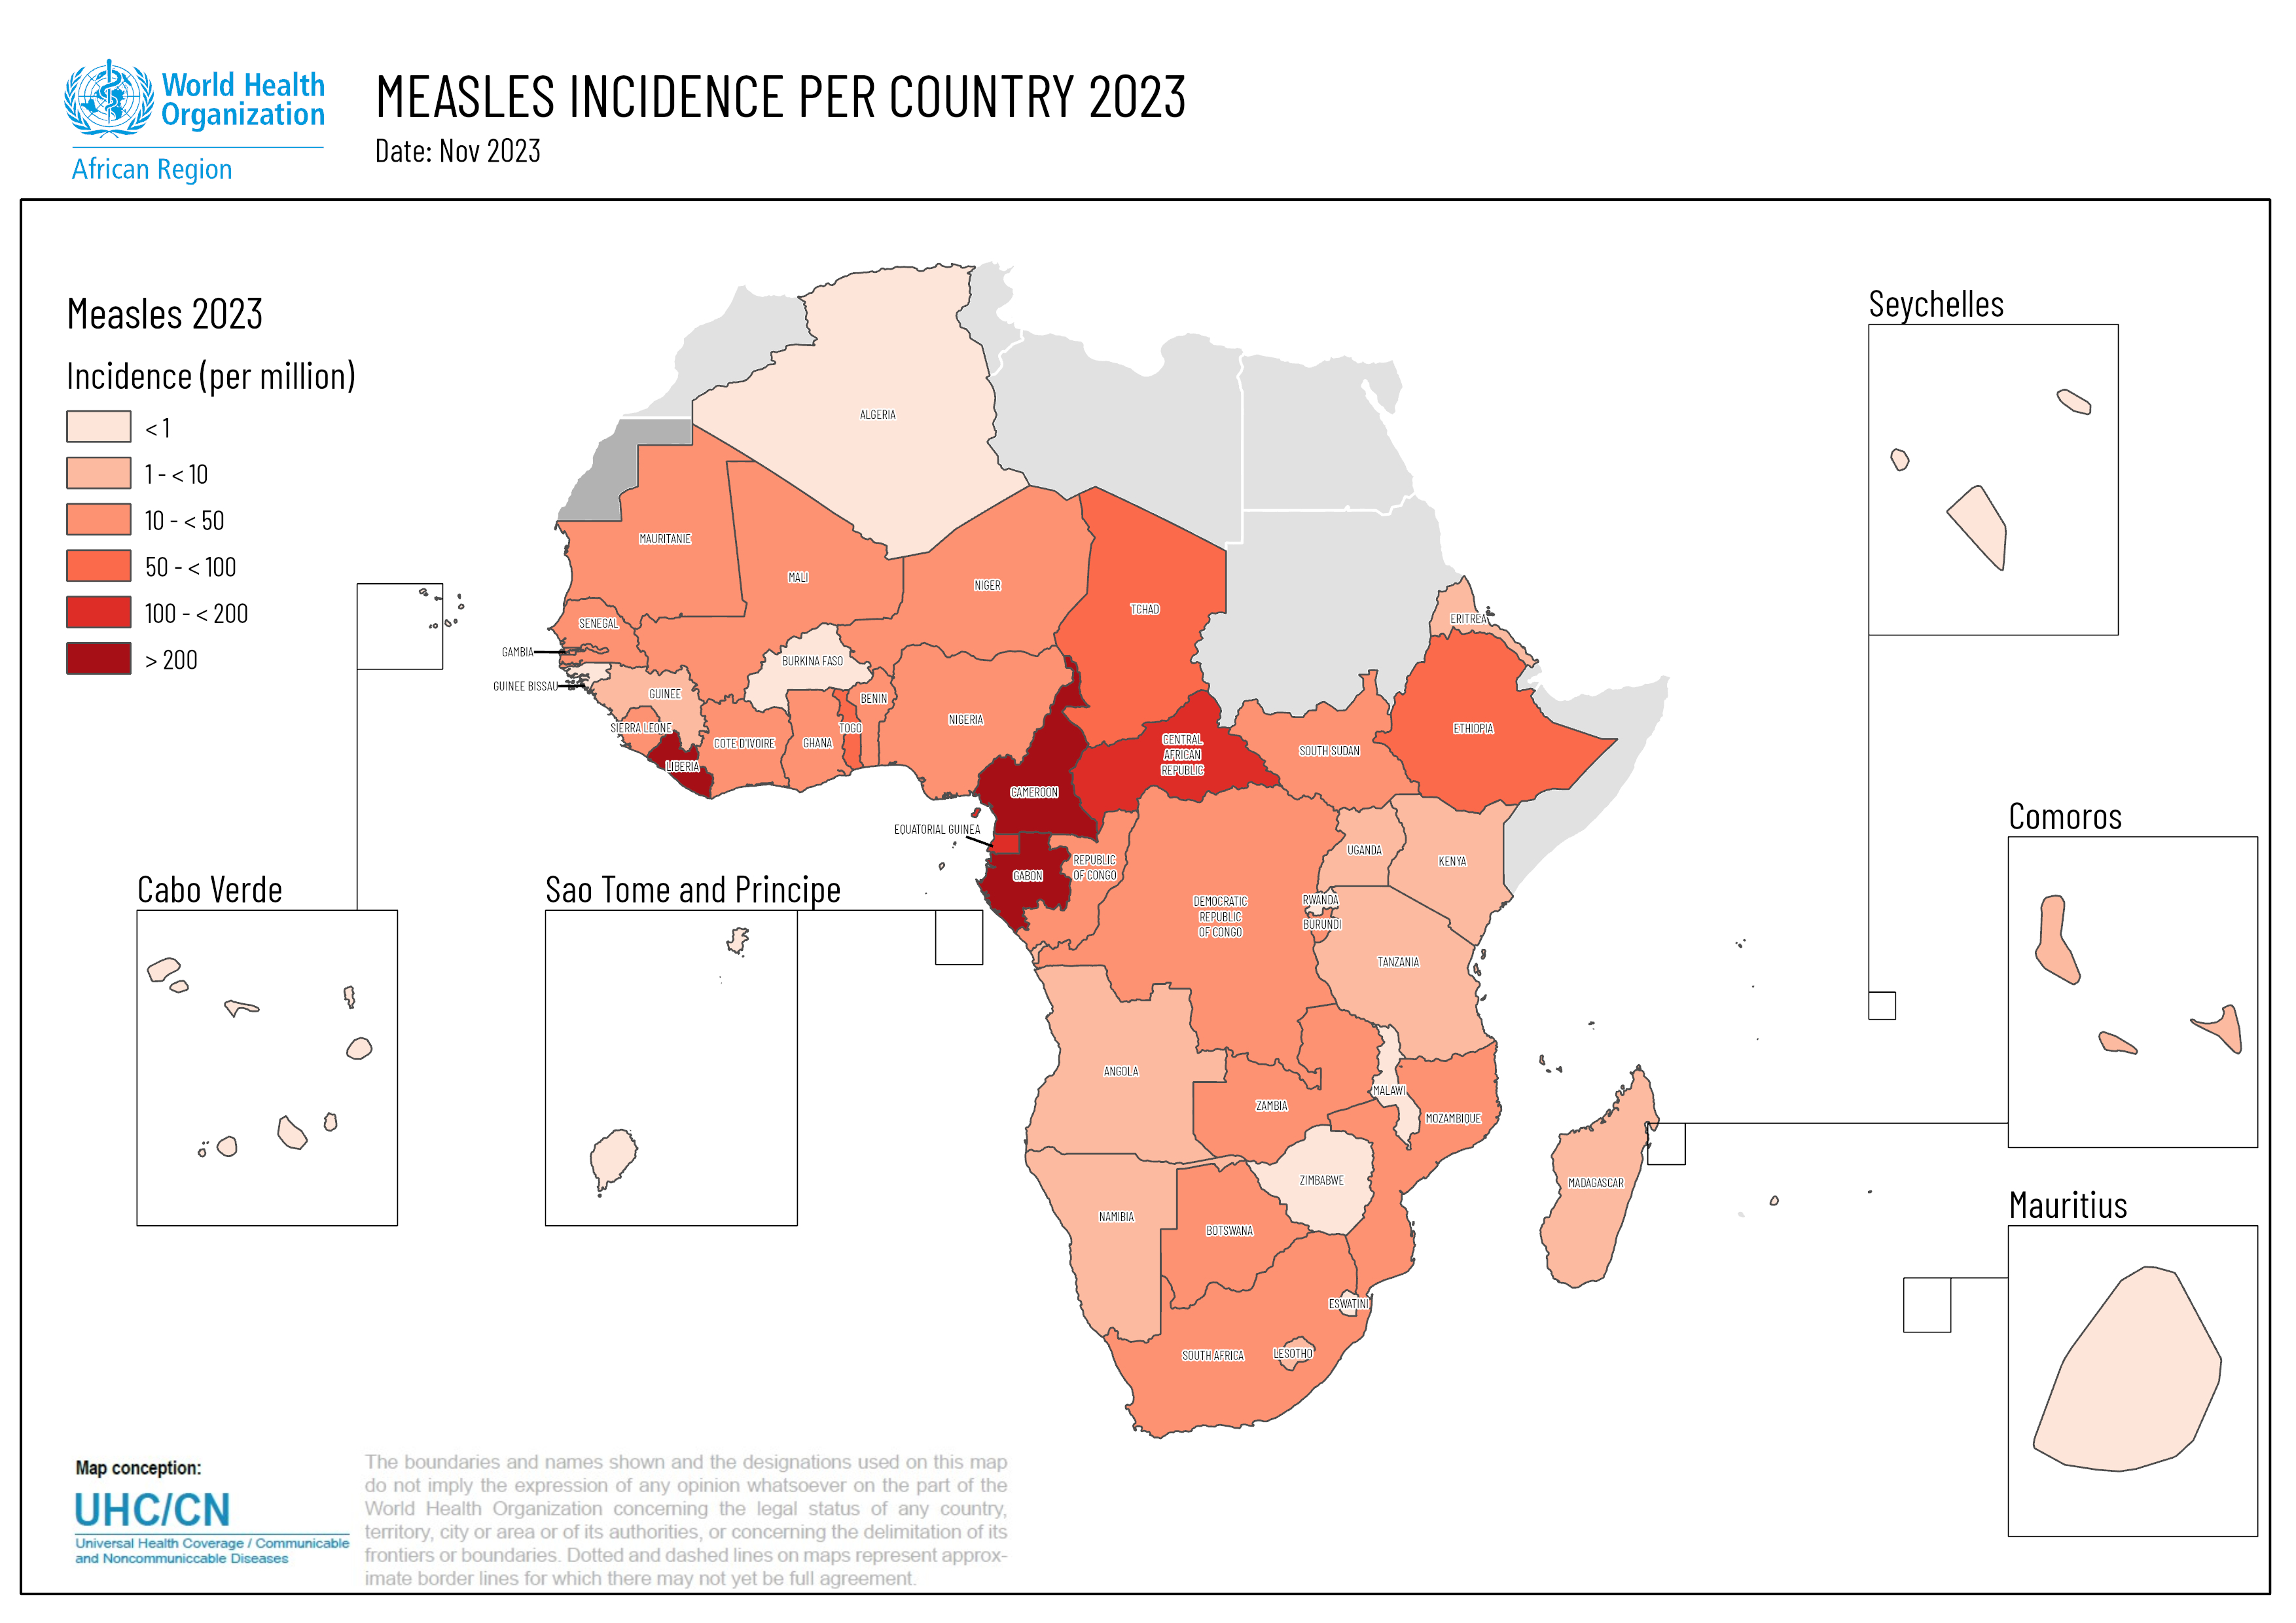 World Health
Organization
African Region
MEASLES INCIDENCE PER COUNTRY 2023
Date: Nov 2023
Measles 2023
Incidence (per million)
< 1
1 - < 10
10 - < 50
50 - < 100
100 - < 200
> 200
Seychelles
ALGERIA
MAURITANIE
MALI
NIGER
TCHAD
ERITREA
SENEGAL
GAMBIA
BURKINA FASO
GUINEE BISSAU
GUINEE
BENIN
NIGERIA
SIERRA LEONE
COTE D'IVOIRE
GHANA
TOGO
CENTRAL
AFRICAN
REPUBLIC
SOUTH SUDAN
ETHIOPIA
LIBERIA
CAMEROON
EQUATORIAL GUINEA
GABON
REPUBLIC
OF CONGO
UGANDA
KENYA
DEMOCRATIC
REPUBLIC
OF CONGO
RWANDA
BURUNDI
TANZANIA
Comoros
Cabo Verde
Sao Tome and Principe
ANGOLA
ZAMBIA
MALAWI
MOZAMBIQUE
ZIMBABWE
MADAGASCAR
NAMIBIA
BOTSWANA
Mauritius
ESWATINI
SOUTH AFRICA
LESOTHO
Map conception:
UHC/CN
Universal Health Coverage / Communicable
and Noncommuniccable Diseases
The boundaries and names shown and the designations used on this map
do not imply the expression of any opinion whatsoever on the part of the
World Health Organization concerning the legal status of any country,
territory, city or area or of its authorities, or concerning the delimitation of its
frontiers or boundaries. Dotted and dashed lines on maps represent approx-
imate border lines for which there may not yet be full agreement.